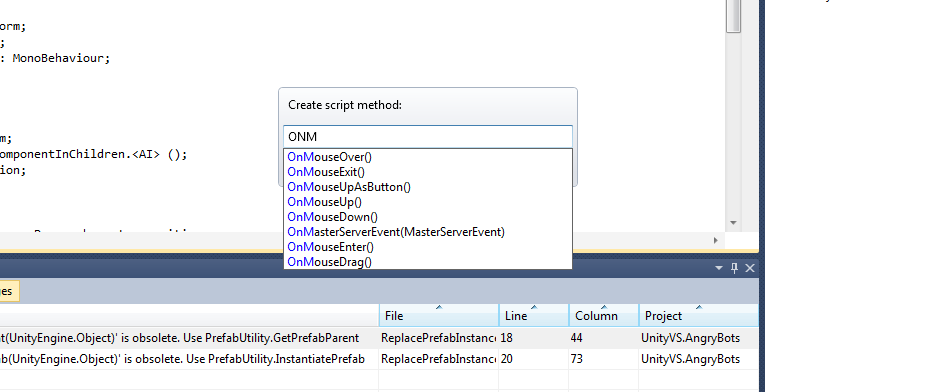 orm;
;
: MonoBehaviour;
Create script method:
ONM
m;
omponentInChildren.<AI> ();
ion;
OnMouseOver()
OnMouseExit()
OnMouseUpAsButton()
OnMouseUp()
OnMouseDown()
OnMasterServerEvent(MasterServerEvent)
OnMouseEnter()
OnMouseDrag()
es
File Line Column Project
t(UnityEngine.Object)' is obsolete. Use PrefabUtility.GetPrefabParent ReplacePrefabInstanc 18 44 UnityVS.AngryBots
b(UnityEngine.Object)' is obsolete. Use PrefabUtility.InstantiatePrefab ReplacePrefabInstanc 20 73 UnityVS.AngryBots